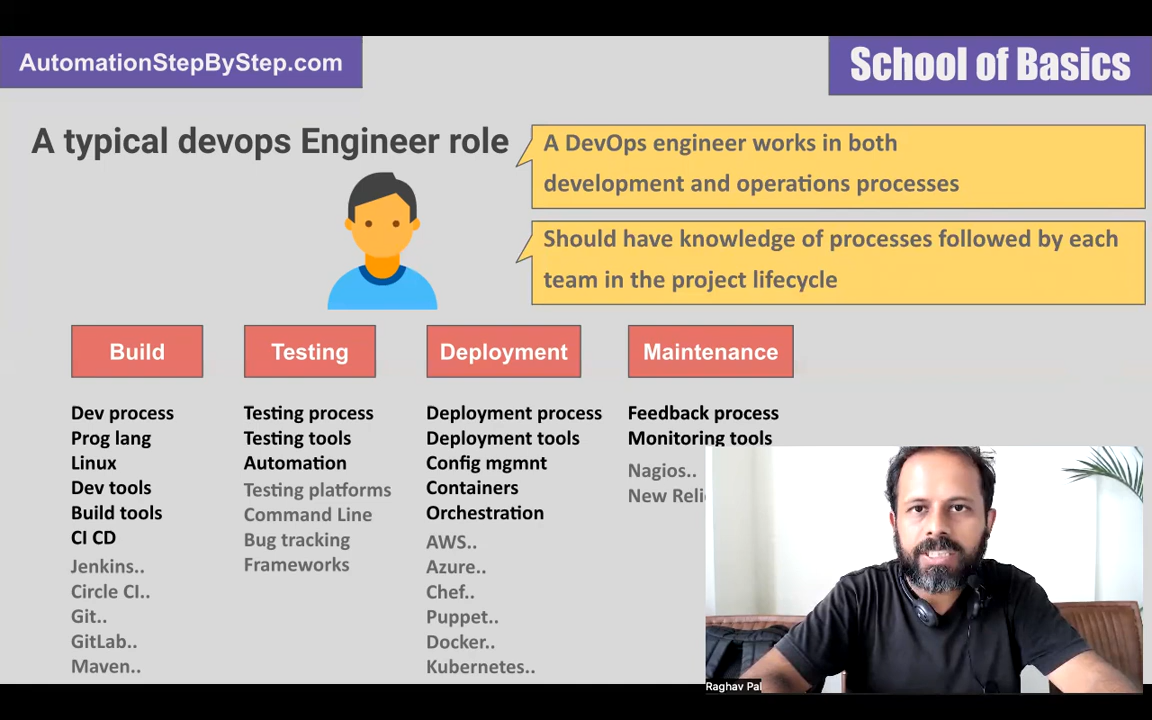 AutomationStepByStep.com
School of Basics
A typical devops Engineer role
A DevOps engineer works in both
development and operations processes
Should have knowledge of processes followed by each
team in the project lifecycle
Build
Dev process
Prog lang
Linux
Dev tools
Build tools
CI CD
Jenkins..
Circle CI..
Git..
GitLab..
Maven..
Testing
Testing process
Testing tools
Automation
Testing platforms
Command Line
Bug tracking
Frameworks
Deployment
Deployment process
Deployment tools
Config mgmnt
Containers
Orchestration
AWS..
Azure..
Chef..
Puppet..
Docker..
Kubernetes..
Maintenance
Feedback process
Monitoring tools
Nagios..
New Reli
Raghav Pal